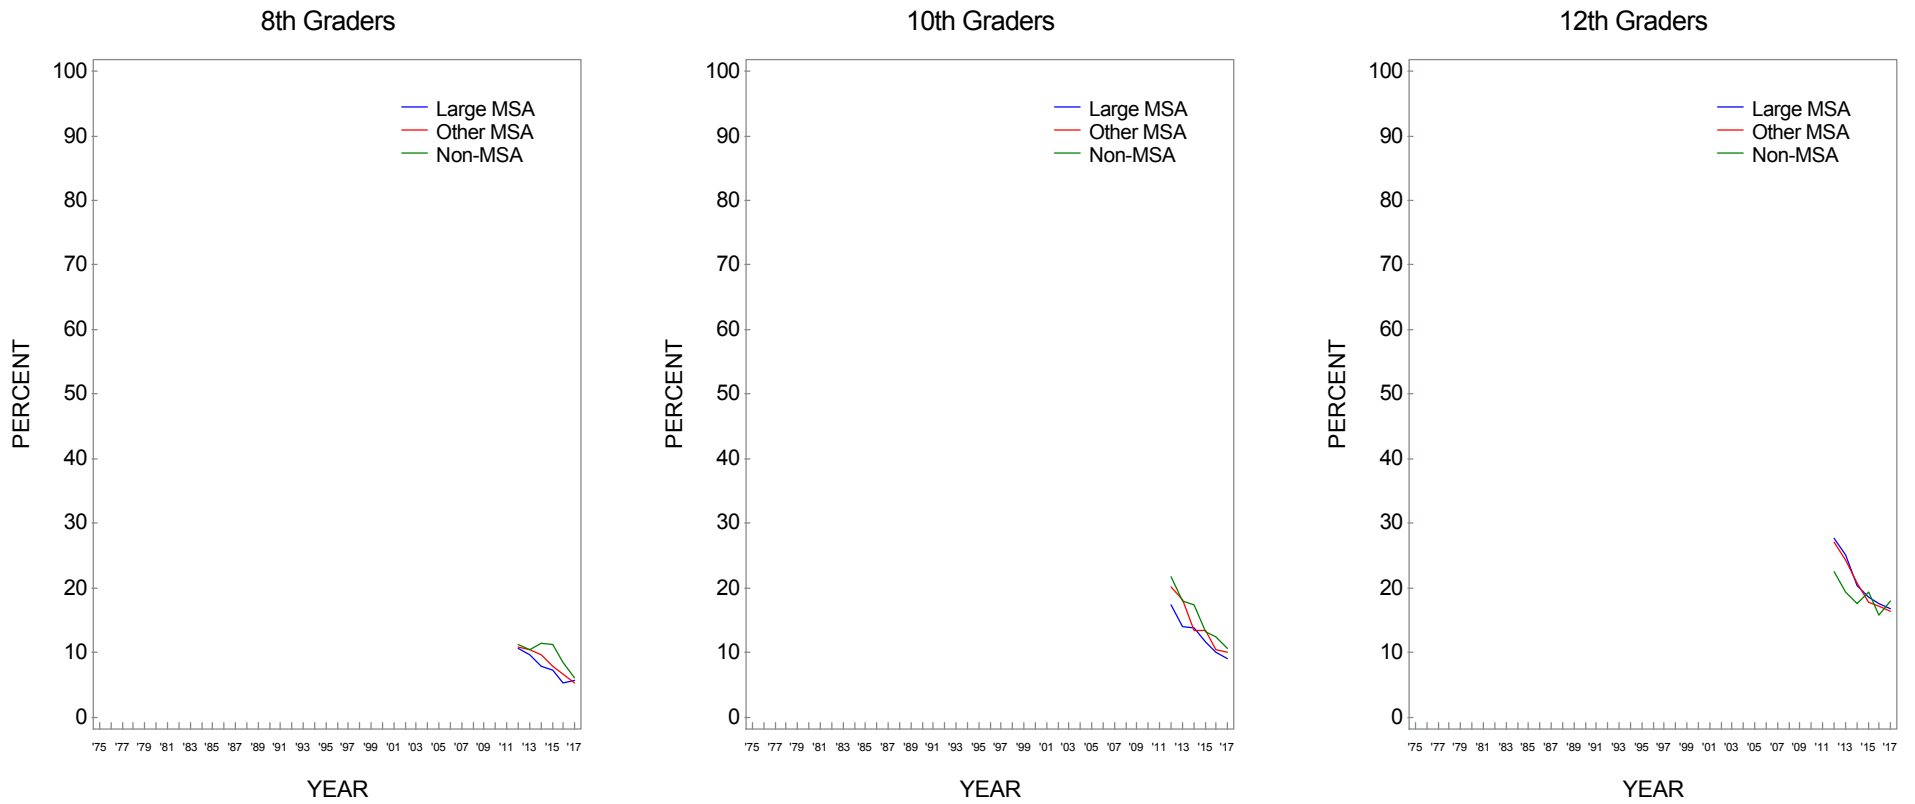 8th Graders
100
90
80
70
60
50
40
30
20
10
0
PERCENT
Large MSA
Other MSA
Non-MSA
'75 '77 '79 '81 '83 '85 '87 '89 '91 '93 '95 '97 '99 '01 '03 '05 '07 '09 '11 '13 '15 '17
YEAR
10th Graders
100
90
80
70
60
50
40
30
20
10
0
PERCENT
Large MSA
Other MSA
Non-MSA
'75 '77 '79 '81 '83 '85 '87 '89 '91 '93 '95 '97 '99 '01 '03 '05 '07 '09 '11 '13 '15 '17
YEAR
12th Graders
100
90
80
70
60
50
40
30
20
10
0
PERCENT
Large MSA
Other MSA
Non-MSA
'75 '77 '79 '81 '83 '85 '87 '89 '91 '93 '95 '97 '99 '01 '03 '05 '07 '09 '11 '13 '15 '17
YEAR